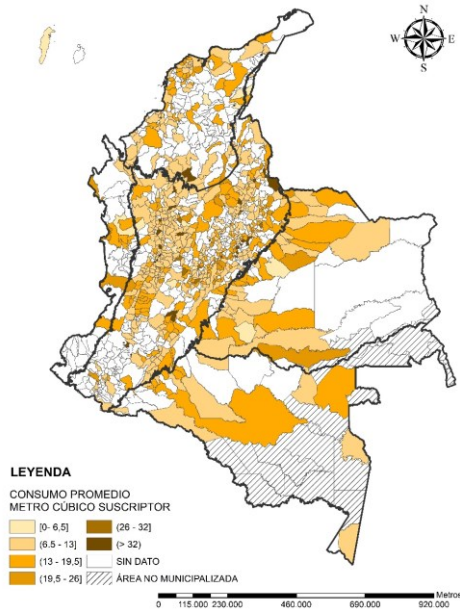 N
W E
S
LEYENDA
CONSUMO PROMEDIO
METRO CÚBICO SUSCRIPTOR
[0- 6,5] (26 - 32]
(6.5 - 13] (> 32)
(13 - 19,5] SIN DATO
(19,5 - 26] ÁREA NO MUNICIPALIZADA
Metros
0 115.000 230.000 460.000 690.000 920.000